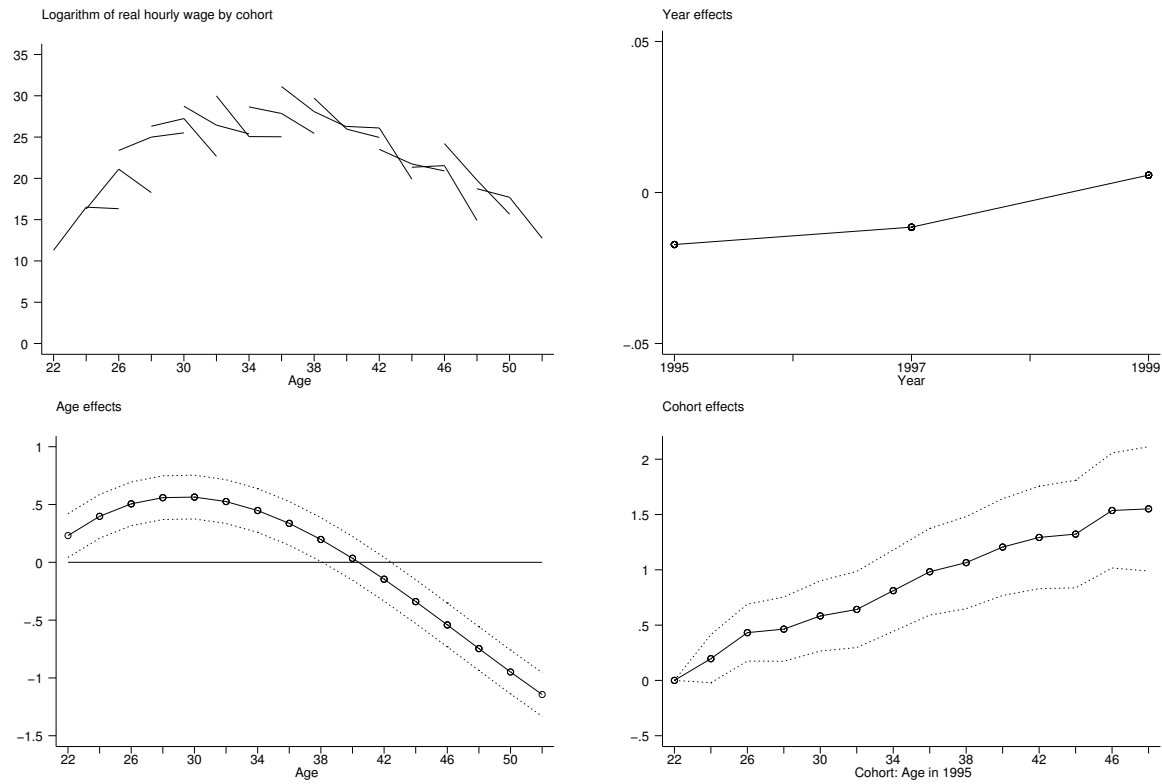 Logarithm of real hourly wage by cohort
35
30
25
20
15
10
5
0
22 26 30 34 38 42 46 50
Age
Year effects
.05
0
−.05
1995 1997 1999
Year
Age effects
1
.5
0
−.5
−1
−1.5
22 26 30 34 38 42 46 50
Age
Cohort effects
2
1.5
1
.5
0
−.5
22 26 30 34 38 42 46
Cohort: Age in 1995